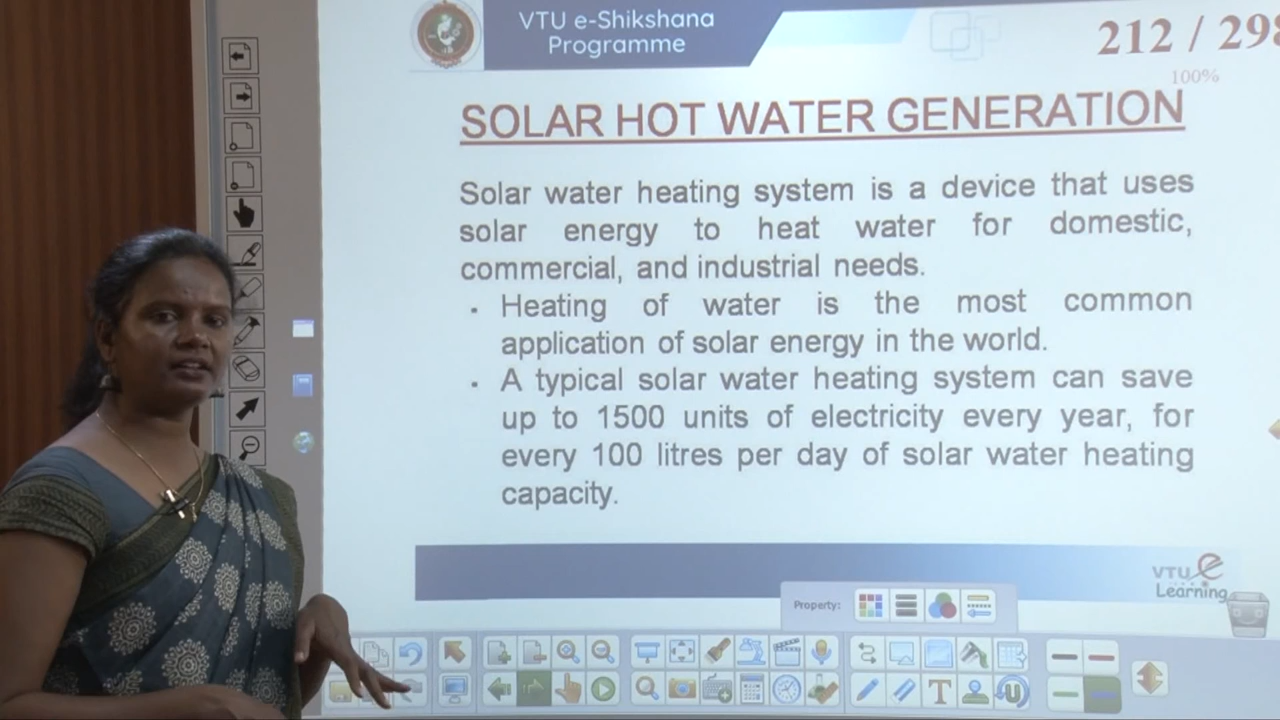 VTU e-Shikshana
Programme
212 / 298
100%
SOLAR HOT WATER GENERATION
Solar water heating system is a device that uses
solar energy to heat water for domestic,
commercial, and industrial needs.
▪ Heating of water is the most common
application of solar energy in the world.
▪ A typical solar water heating system can save
up to 1500 units of electricity every year, for
every 100 litres per day of solar water heating
capacity.
VTU e
Learning
Property:
T